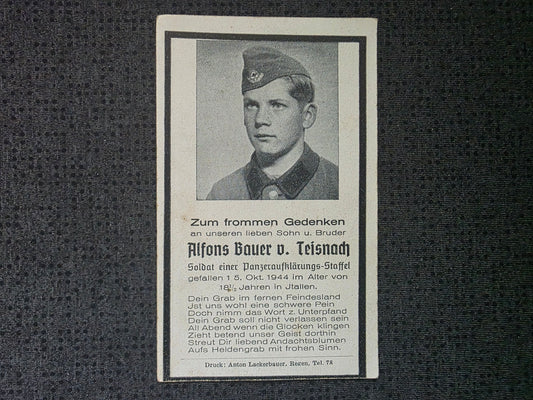 Zum frommen Gedenken
an unseren lieben Sohn u. Bruder
Alfons Bauer v. Teisnach
Soldat einer Panzeraufklärungs-Staffel
gefallen 15. Okt. 1944 im Alter von
18½ Jahren in Jtalien.
Dein Grab im fernen Feindesland
Jst uns wohl eine schwere Pein
Doch nimm das Wort z. Unterpfand
Dein Grab soll nicht verlassen sein
All Abend wenn die Glocken klingen
Zieht betend unser Geist dorthin
Streut Dir liebend Andachtsblumen
Aufs Heldengrab mit frohen Sinn.
Druck: Anton Lackerbauer, Regen, Tel. 78